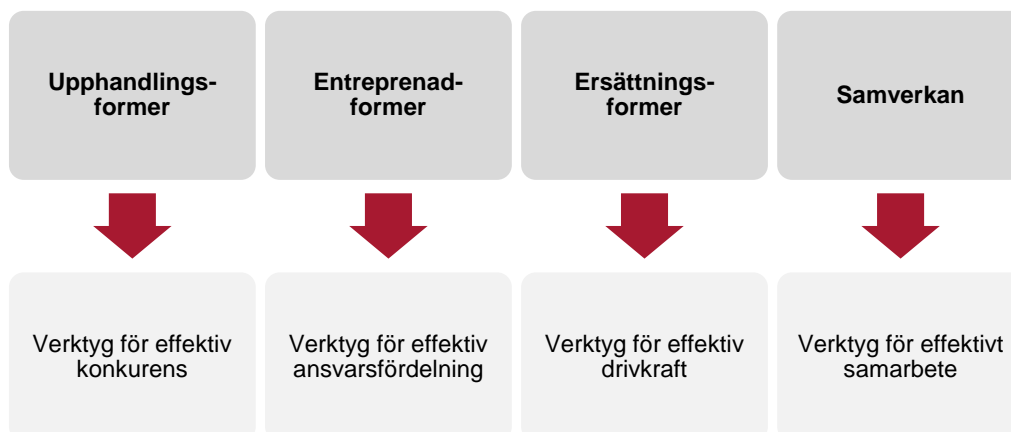 Upphandlings-
former
Entreprenad-
former
Ersättnings-
former
Samverkan
Verktyg för effektiv
konkurens
Verktyg för effektiv
ansvarsfördelning
Verktyg för effektiv
drivkraft
Verktyg för effektivt
samarbete